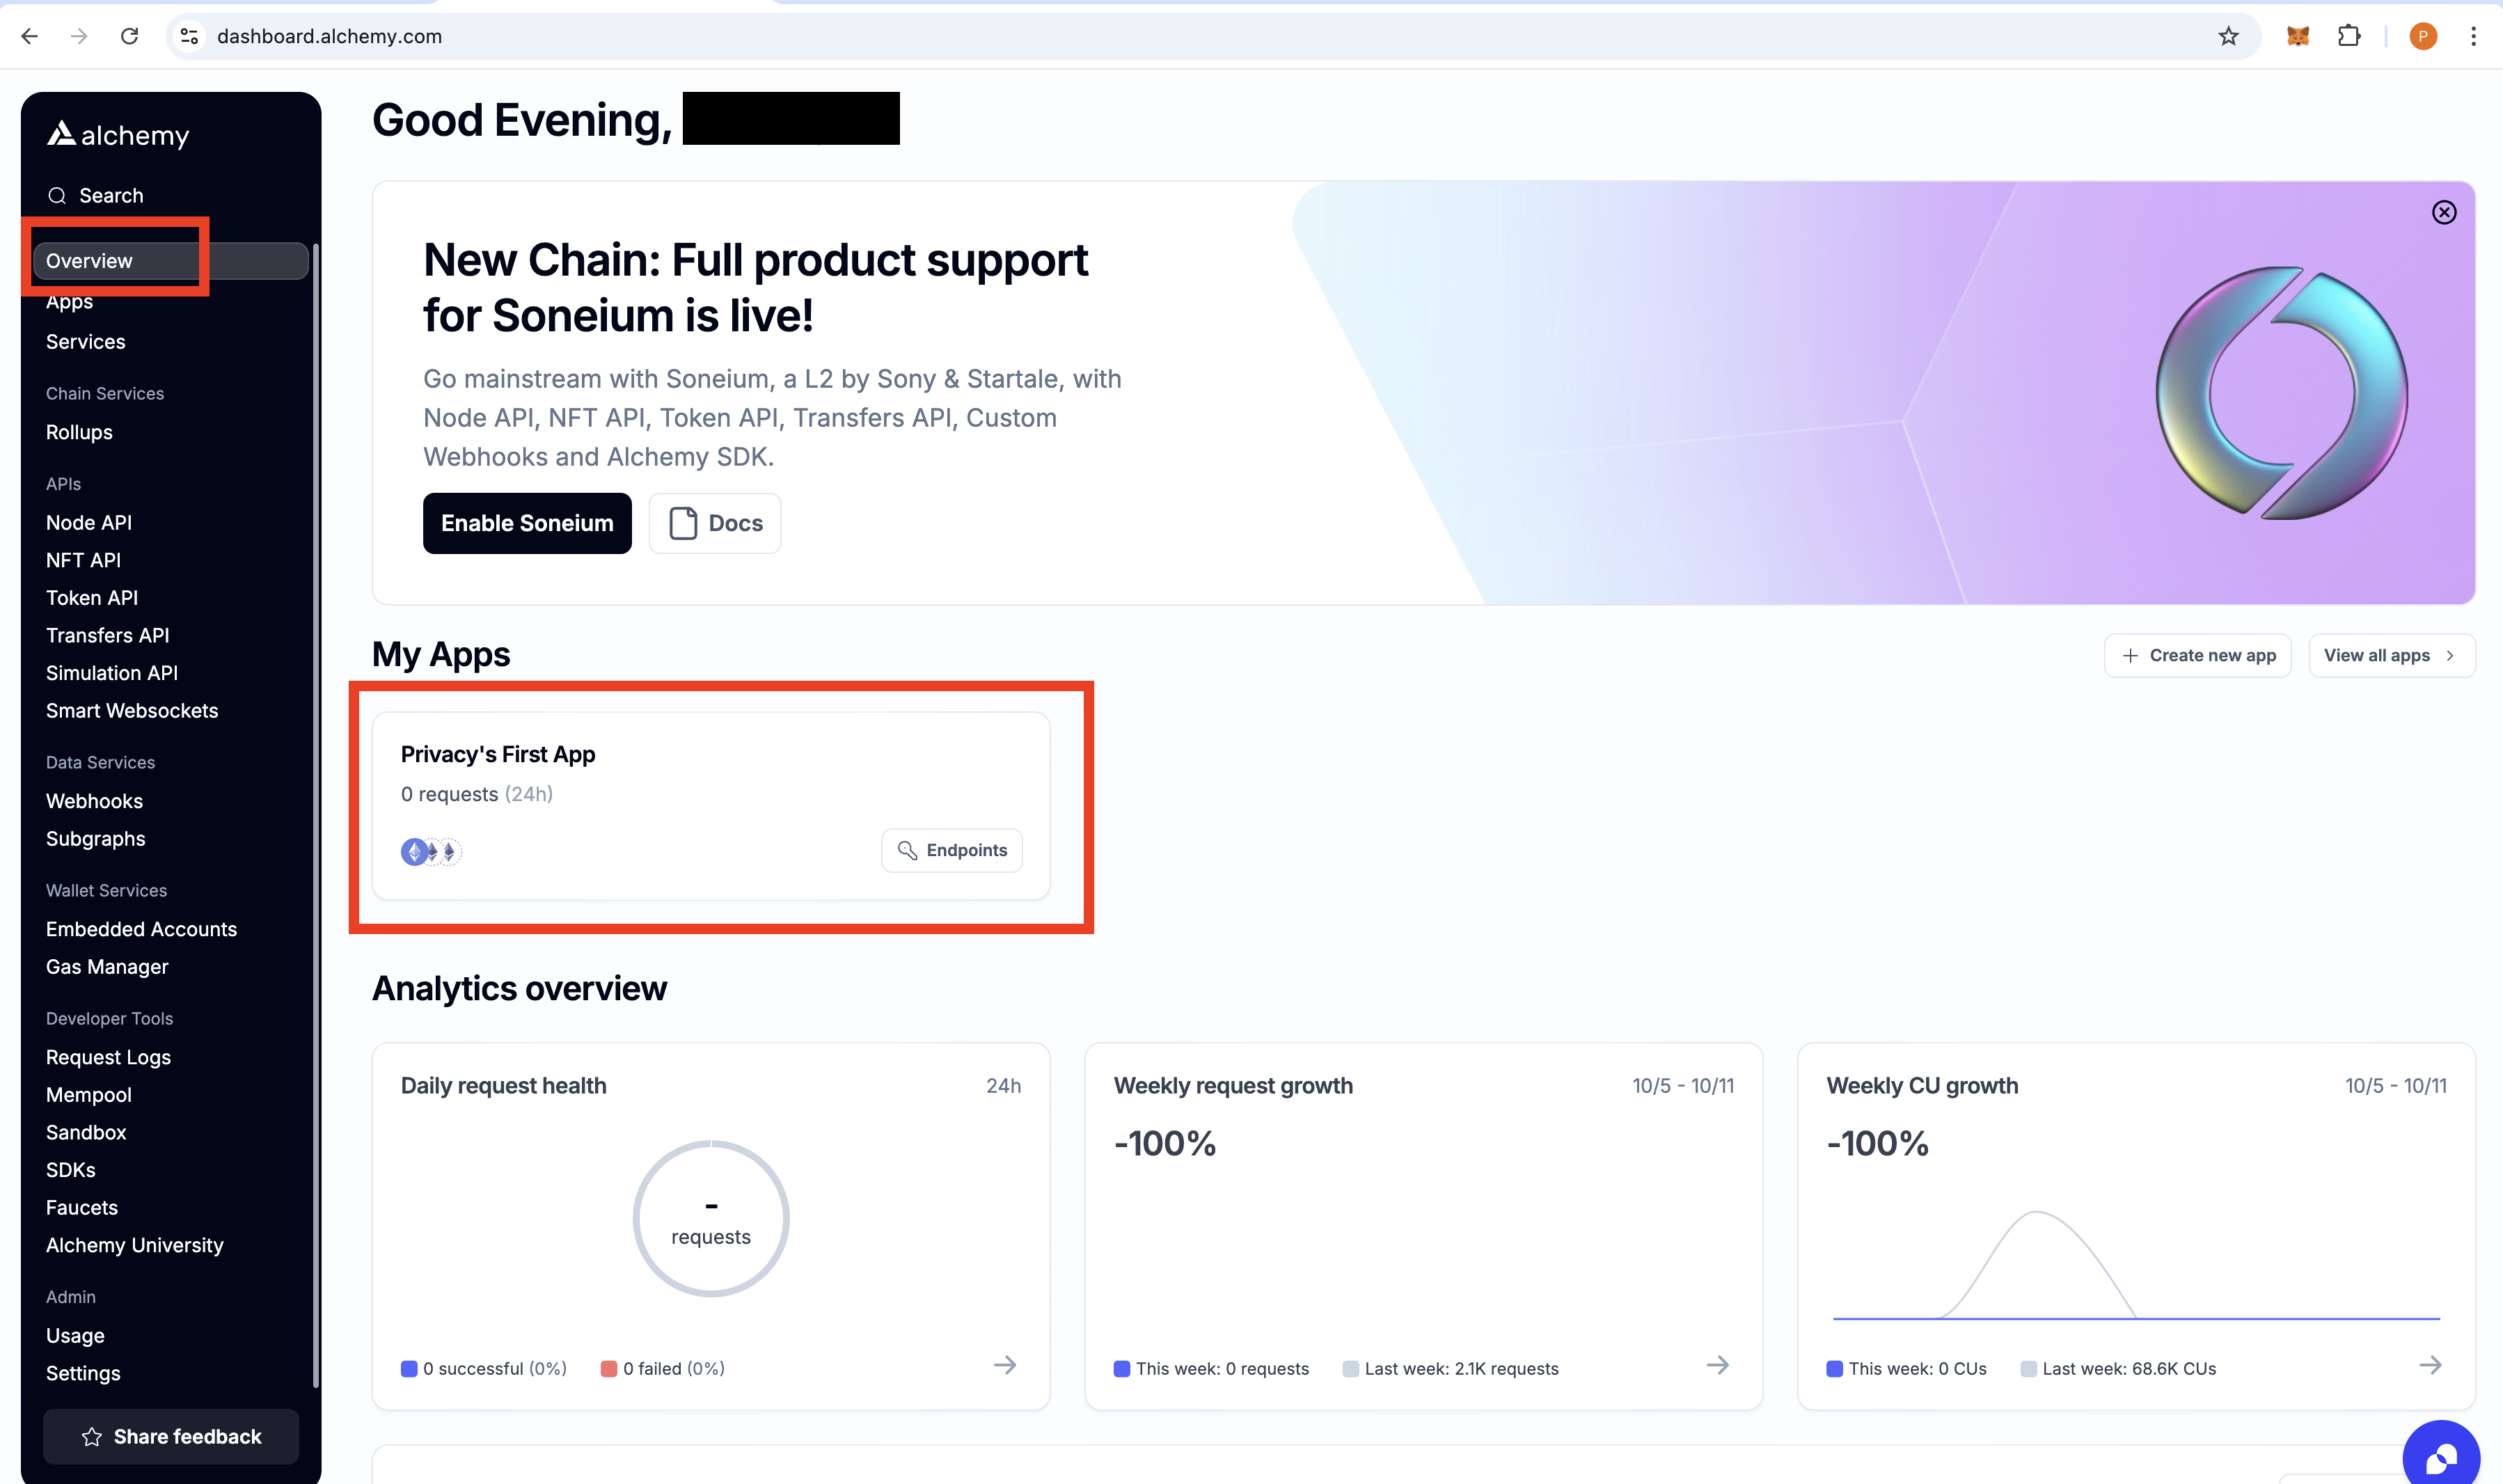 dashboard.alchemy.com
P
alchemy
Search
Overview
Apps
Services
Chain Services
Rollups
APIs
Node API
NFT API
Token API
Transfers API
Simulation API
Smart Websockets
Data Services
Webhooks
Subgraphs
Wallet Services
Embedded Accounts
Gas Manager
Developer Tools
Request Logs
Mempool
Sandbox
SDKs
Faucets
Alchemy University
Admin
Usage
Settings
Share feedback
Good Evening,
New Chain: Full product support
for Soneium is live!
Go mainstream with Soneium, a L2 by Sony & Startale, with
Node API, NFT API, Token API, Transfers API, Custom
Webhooks and Alchemy SDK.
Enable Soneium
Docs
My Apps
Create new app
View all apps
Privacy's First App
0 requests (24h)
Endpoints
Analytics overview
Daily request health
24h
-
requests
0 successful (0%)
0 failed (0%)
Weekly request growth
10/5 - 10/11
-100%
This week: 0 requests
Last week: 2.1K requests
Weekly CU growth
10/5 - 10/11
-100%
This week: 0 CUs
Last week: 68.6K CUs